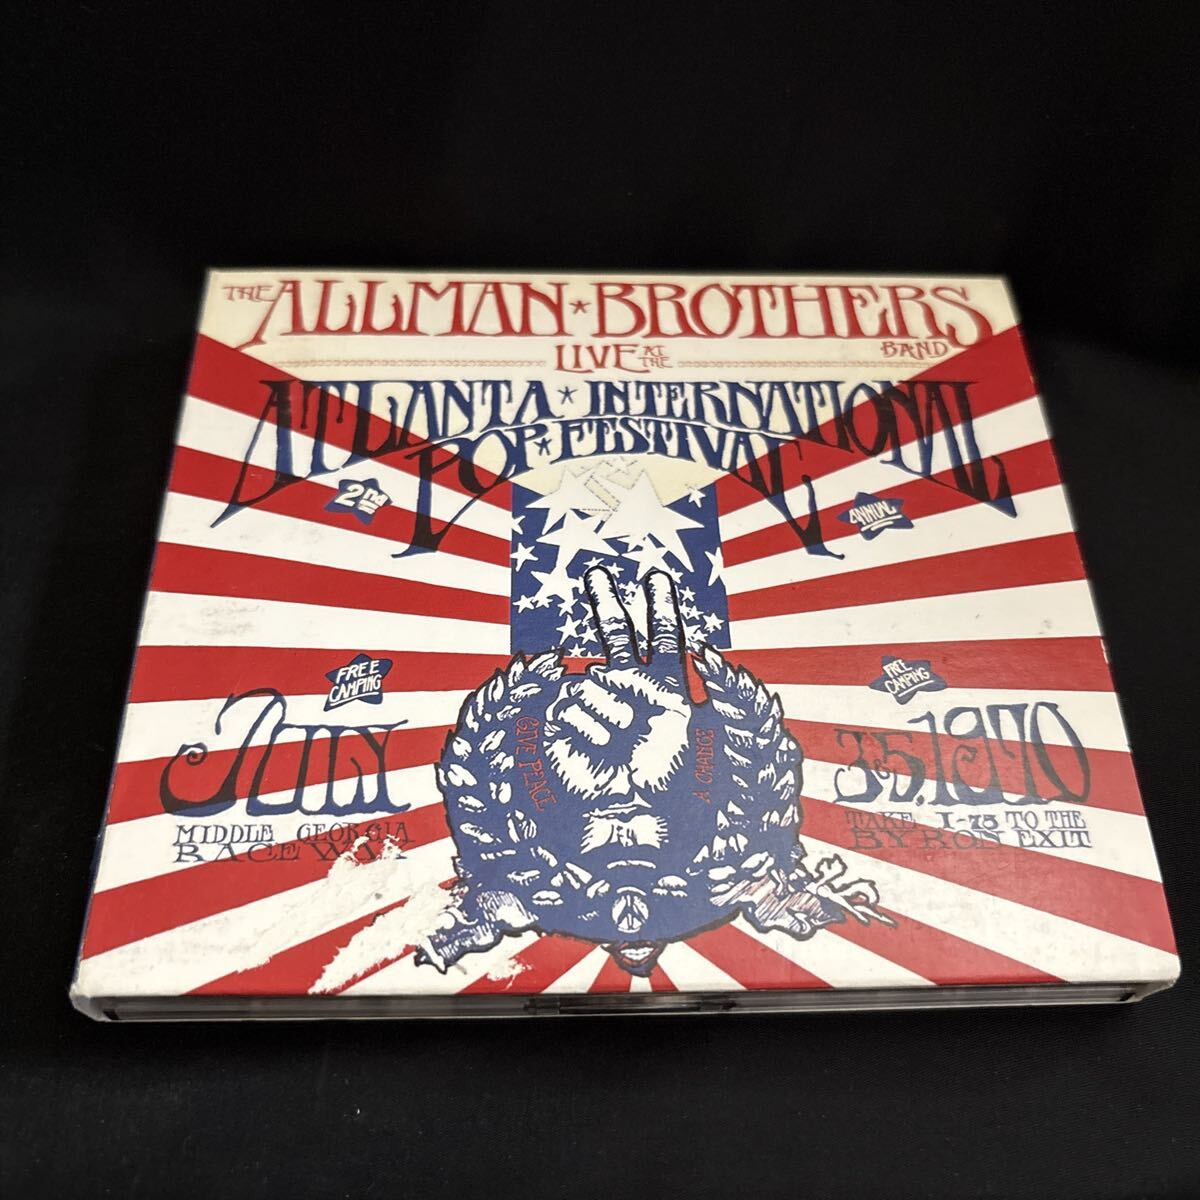 THE ALLMAN★BROTHERS BAND
LIVE AT THE
ATLANTA★INTERNATIONAL
POP★FESTIVAL
2nd
ANNUAL
FREE CAMPING
FREE CAMPING
GIVE PEACE
A CHANCE
JULY
3.5.1970
MIDDLE GEORGIA
RACEWAY
TAKE I-75 TO THE
BYRON EXIT